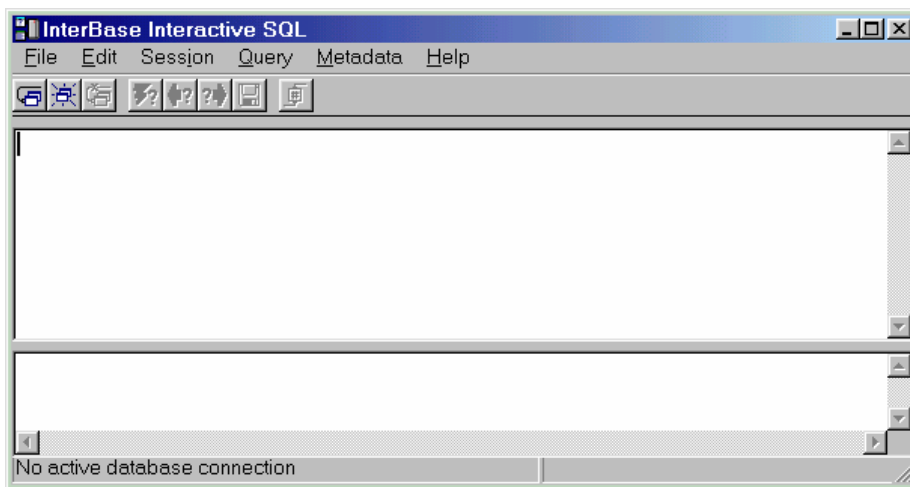 InterBase Interactive SQL
File Edit Session Query Metadata Help
No active database connection